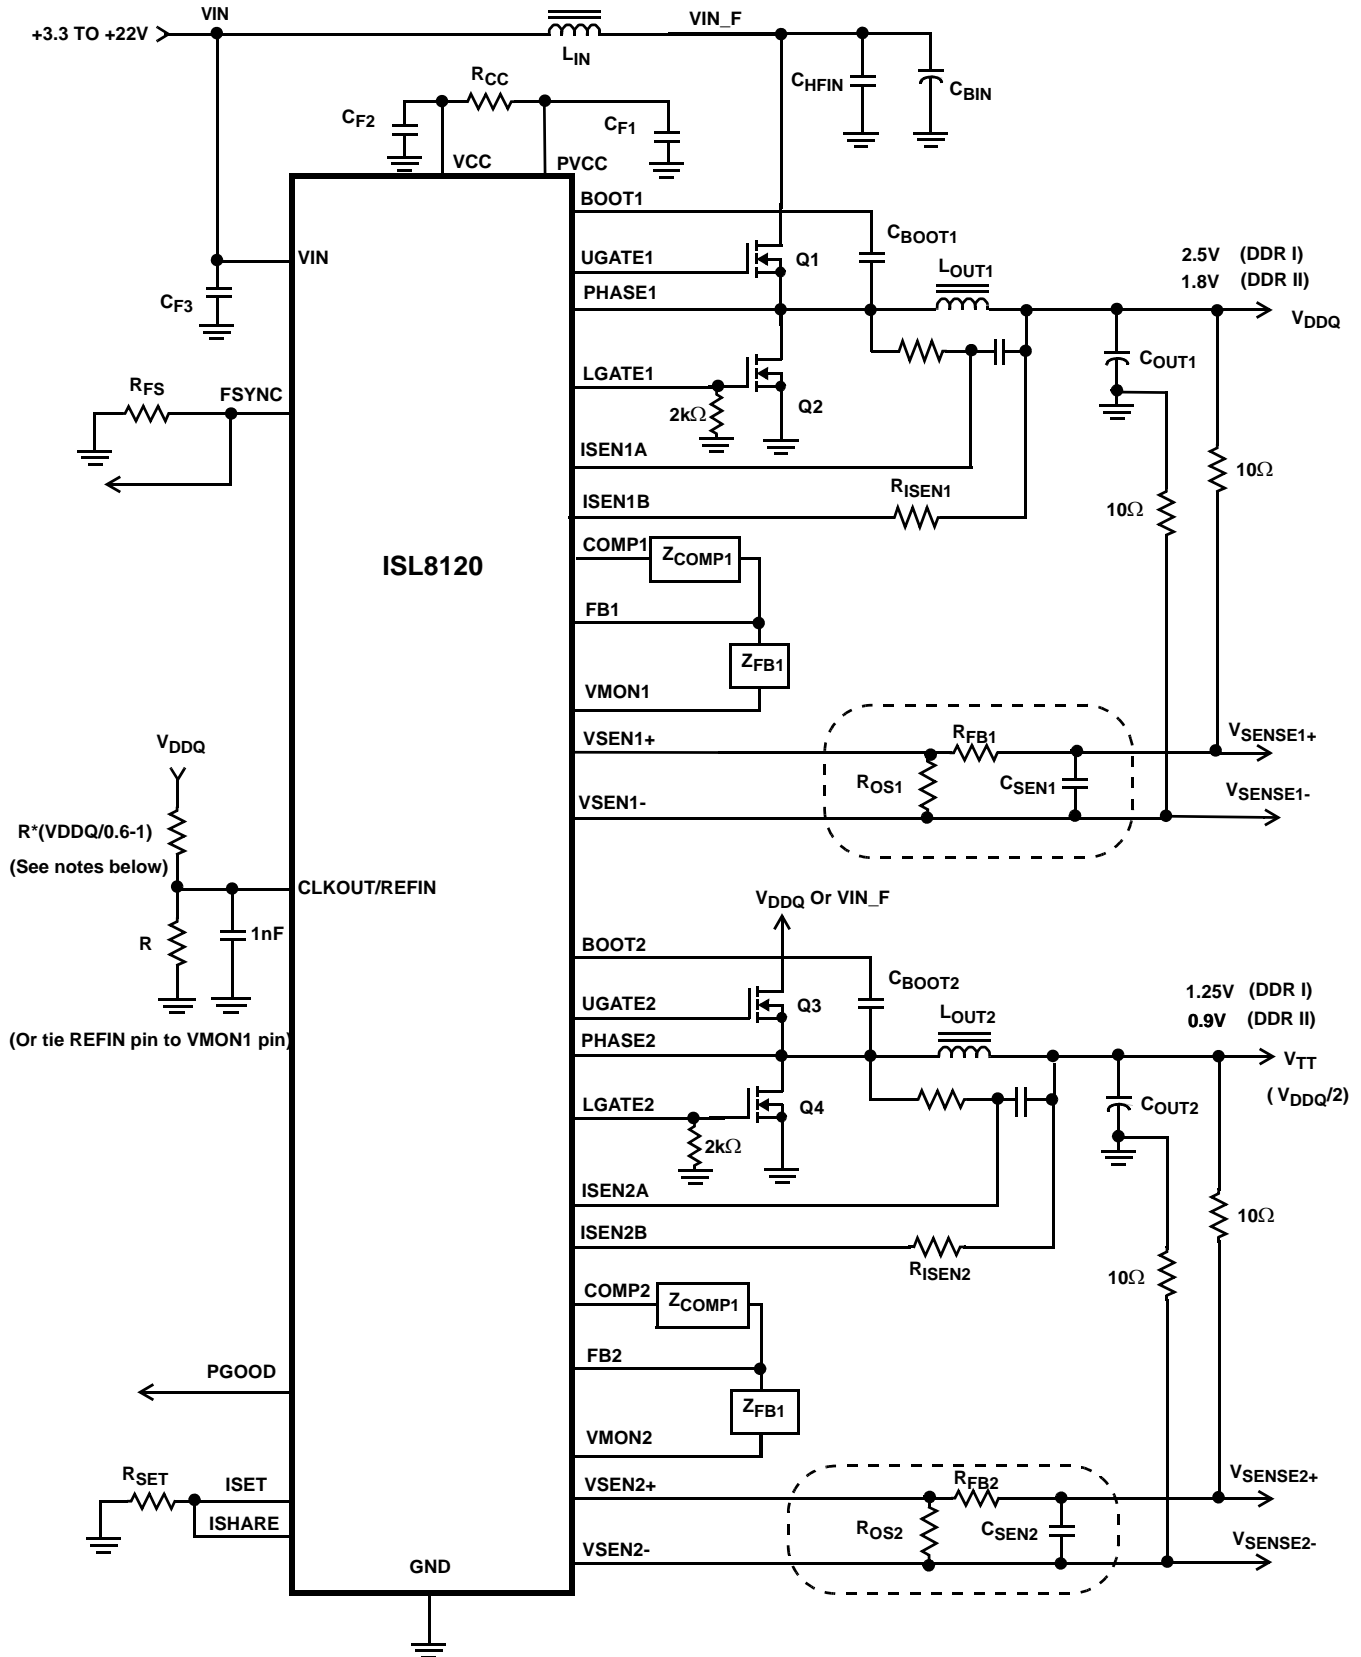 VIN
+3.3 TO +22V
LIN
VIN_F
CHFIN
CBIN
RCC
CF2
CF1
VCC
PVCC
BOOT1
CBOOT1
UGATE1
Q1
VIN
LOUT1
2.5V (DDR I)
1.8V (DDR II)
PHASE1
CF3
VDDQ
COUT1
LGATE1
2kΩ
Q2
RFS
FSYNC
ISEN1A
10Ω
RISEN1
ISEN1B
10Ω
COMP1
ZCOMP1
ISL8120
FB1
ZFB1
VMON1
VSEN1+
RFB1
VSENSE1+
ROS1
CSEN1
VSEN1-
VSENSE1-
VDDQ
R*(VDDQ/0.6-1)
(See notes below)
CLKOUT/REFIN
R
1nF
(Or tie REFIN pin to VMON1 pin)
VDDQ Or VIN_F
BOOT2
CBOOT2
UGATE2
Q3
LOUT2
1.25V (DDR I)
0.9V (DDR II)
PHASE2
VTT
(VDDQ/2)
COUT2
LGATE2
2kΩ
Q4
ISEN2A
10Ω
ISEN2B
RISEN2
10Ω
COMP2
ZCOMP1
FB2
ZFB1
PGOOD
VMON2
RSET
ISET
ISHARE
VSEN2+
RFB2
VSENSE2+
ROS2
CSEN2
VSEN2-
VSENSE2-
GND